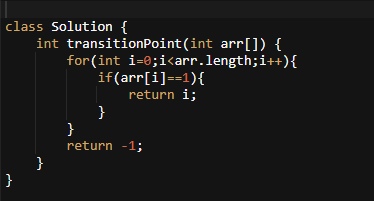 class Solution {
    int transitionPoint(int arr[]) {
        for(int i=0;i<arr.length;i++){
            if(arr[i]==1){
                return i;
            }
        }
        return -1;
    }
}